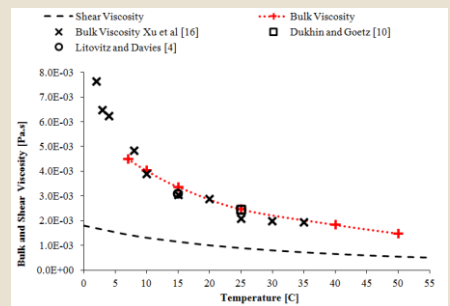 Shear Viscosity
Bulk Viscosity
Bulk Viscosity Xu et al [16]
Dukhin and Goetz [10]
Litovitz and Davies [4]
8.0E-03
7.0E-03
6.0E-03
5.0E-03
4.0E-03
3.0E-03
2.0E-03
1.0E-03
0.0E+00
Bulk and Shear Viscosity [Pa.s]
0 5 10 15 20 25 30 35 40 45 50 55
Temperature [C]